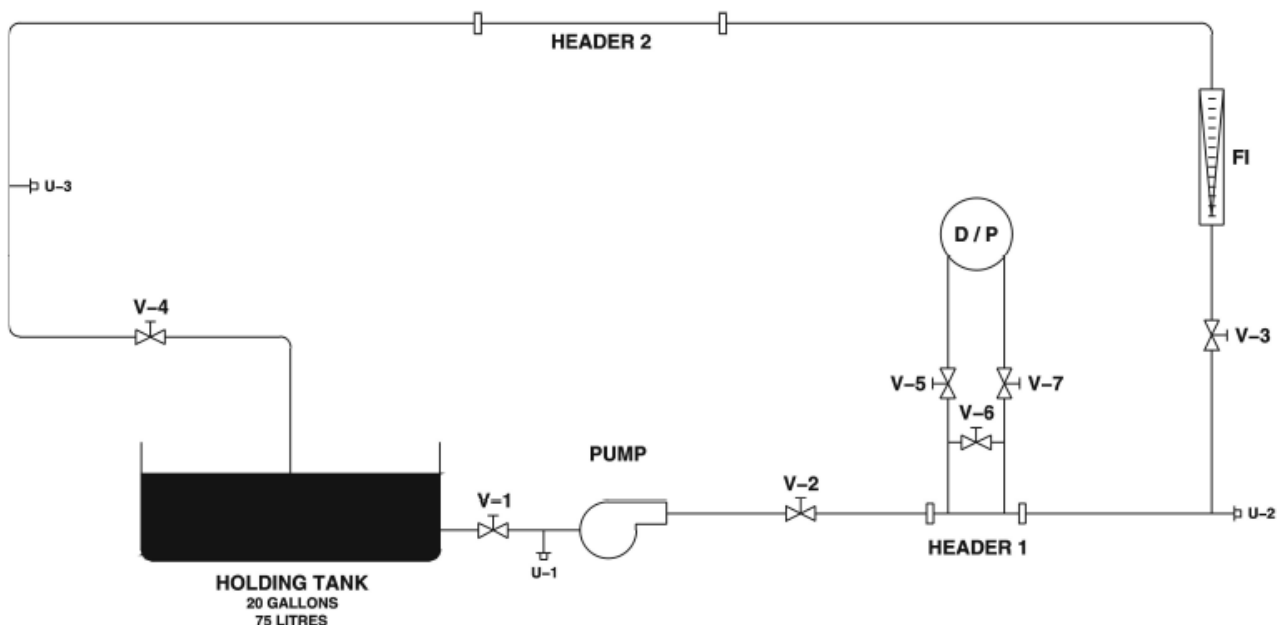 HEADER 2
FI
U-3
D / P
V-4
V-3
V-5
V-7
V-6
PUMP
V-2
V-1
U-2
U-1
HEADER 1
HOLDING TANK
20 GALLONS
75 LITRES